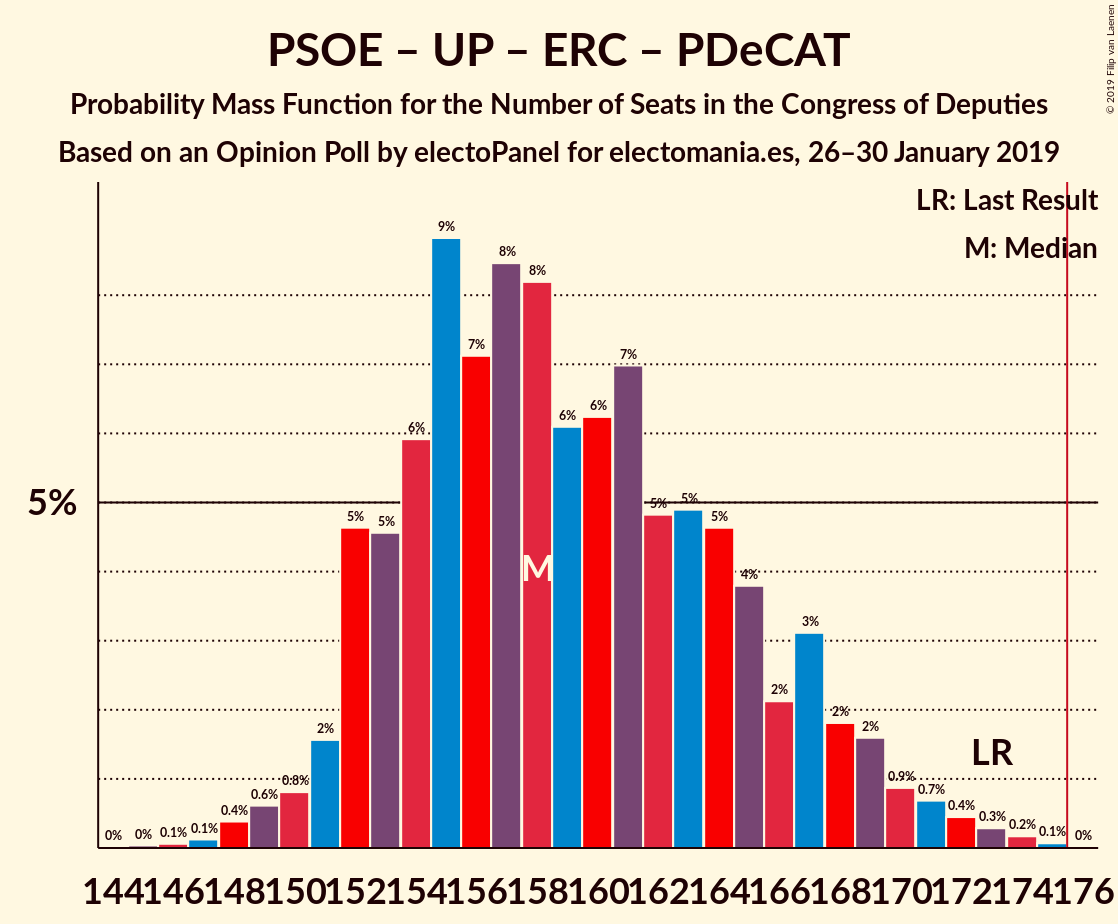 PSOE – UP – ERC – PDeCAT
Probability Mass Function for the Number of Seats in the Congress of Deputies
Based on an Opinion Poll by electoPanel for electomania.es, 26–30 January 2019
© 2019 Filip van Laenen
LR: Last Result
M: Median
5%
0% 0% 0.1% 0.1% 0.4% 0.6% 0.8% 2% 5% 5% 6% 9% 7% 8% 8% 6% 6% 7% 5% 5% 5% 4% 2% 3% 2% 2% 0.9% 0.7% 0.4% 0.3% 0.2% 0.1% 0%
M
LR
144 146 148 150 152 154 156 158 160 162 164 166 168 170 172 174 176